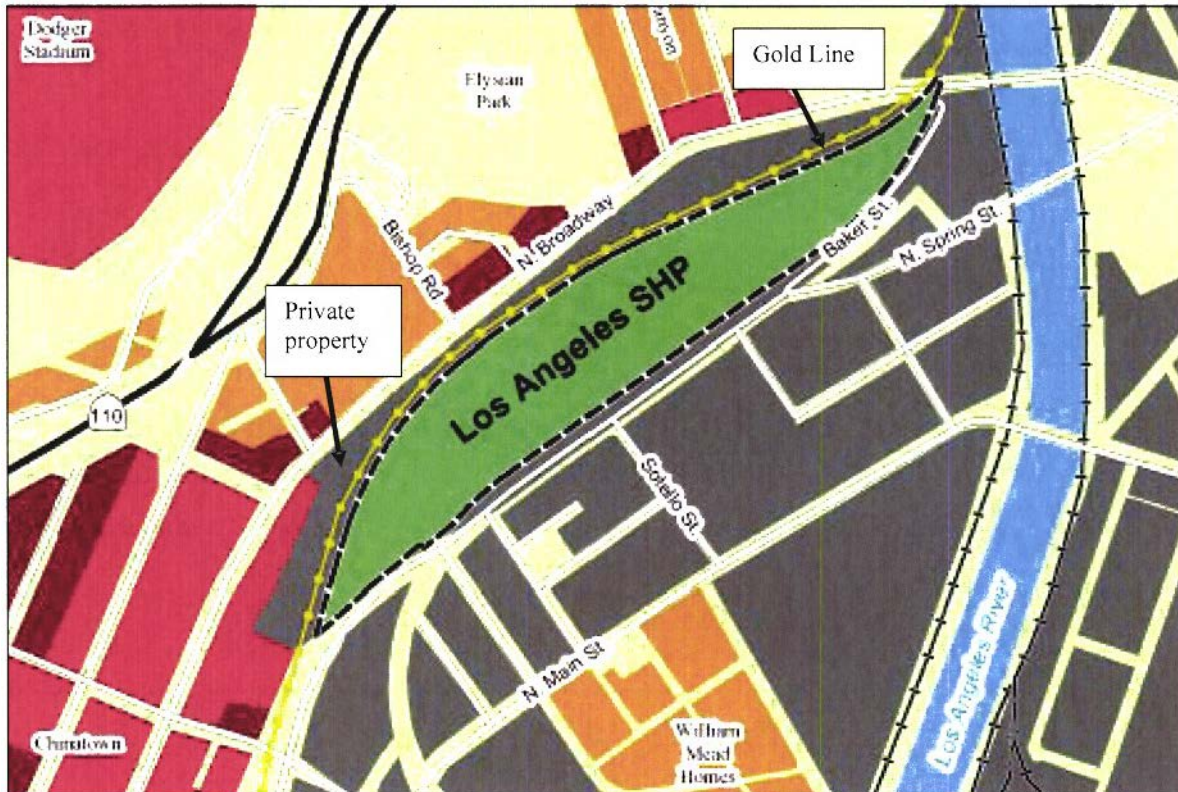 Dodger
Stadium
Elysian
Park
Gold Line
Bishop Rd
N. Broadway
Baker St.
N. Spring St.
Private
property
Los Angeles SHP
110
Sotello St.
N. Main St
Los Angeles River
Chinatown
William
Mead
Homes